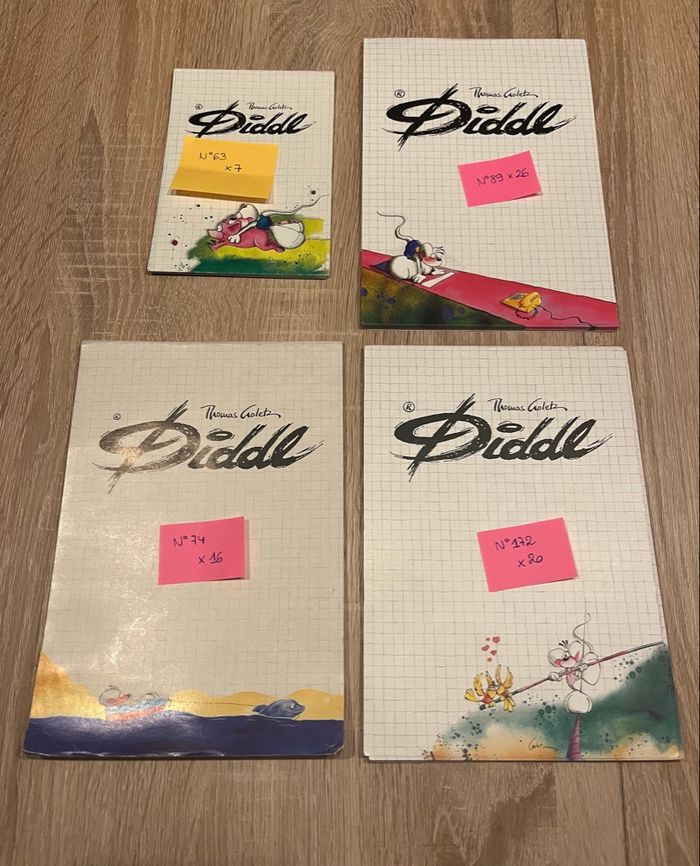 Thomas Goletz
® Diddl
N°63
x7
Thomas Goletz
® Diddl
N°89 x 26
Thomas Goletz
® Diddl
N°74
x 16
Thomas Goletz
® Diddl
N°172
x 20
Goletz